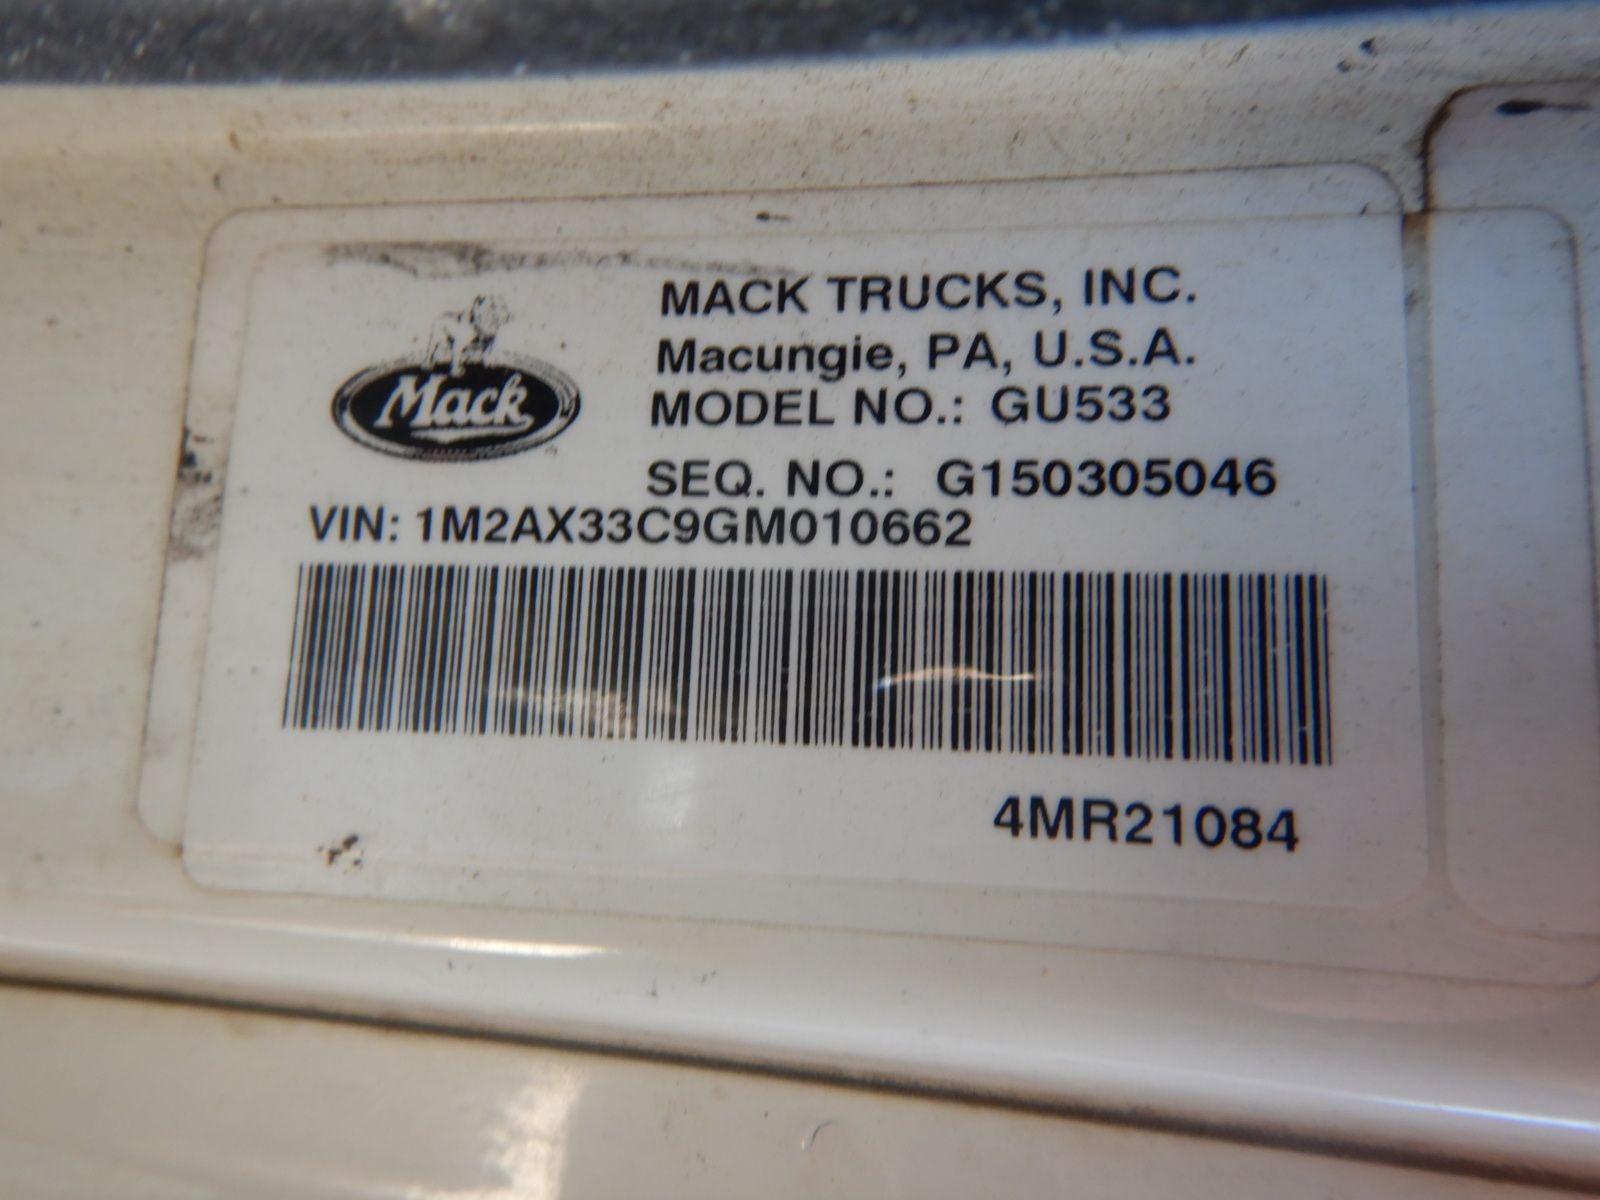 MACK TRUCKS, INC.
Macungie, PA, U.S.A.
Mack
MODEL NO.: GU533
SEQ. NO.: G150305046
VIN: 1M2AX33C9GM010662
4MR21084